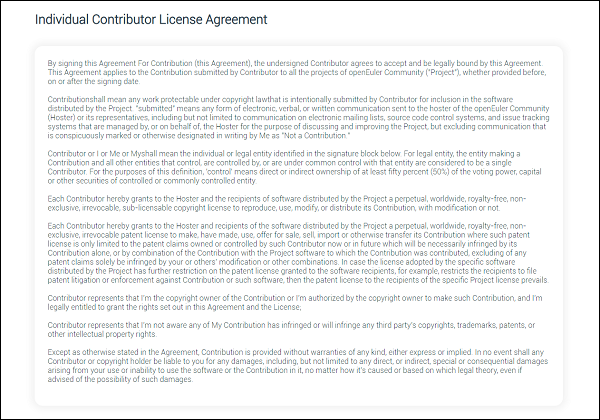 Individual Contributor License Agreement
By signing this Agreement For Contribution (this Agreement), the undersigned Contributor agrees to accept and be legally bound by this Agreement.
This Agreement applies to the Contribution submitted by Contributor to all the projects of openEuler Community ("Project"), whether provided before,
on or after the signing date.
Contributionshall mean any work protectable under copyright lawthat is intentionally submitted by Contributor for inclusion in the software
distributed by the Project. "submitted" means any form of electronic, verbal, or written communication sent to the hoster of the openEuler Community
(Hoster) or its representatives, including but not limited to communication on electronic mailing lists, source code control systems, and issue tracking
systems that are managed by, or on behalf of, the Hoster for the purpose of discussing and improving the Project, but excluding communication that
is conspicuously marked or otherwise designated in writing by Me as "Not a Contribution."
Contributor or I or Me or Myshall mean the individual or legal entity identified in the signature block below. For legal entity, the entity making a
Contribution and all other entities that control, are controlled by, or are under common control with that entity are considered to be a single
Contributor. For the purposes of this definition, 'control' means direct or indirect ownership of at least fifty percent (50%) of the voting power, capital
or other securities of controlled or commonly controlled entity.
Each Contributor hereby grants to the Hoster and the recipients of software distributed by the Project a perpetual, worldwide, royalty-free, non-
exclusive, irrevocable, sub-licensable copyright license to reproduce, use, modify, or distribute its Contribution, with modification or not.
Each Contributor hereby grants to the Hoster and recipients of the software distributed by the Project a perpetual, worldwide, royalty-free, non-
exclusive, irrevocable patent license to make, have made, use, offer for sale, sell, import or otherwise transfer its Contribution where such patent
license is only limited to the patent claims owned or controlled by such Contributor now or in future which will be necessarily infringed by its
Contribution alone, or by combination of the Contribution with the Project software to which the Contribution was contributed, excluding of any
patent claims solely be infringed by your or others' modification or other combinations. In case the license adopted by the specific software
distributed by the Project has further restriction on the patent license granted to the software recipients, for example, restricts the recipients to file
patent litigation or enforcement against Contribution or such software, then the patent license to the recipients of the specific Project license prevails.
Contributor represents that I'm the copyright owner of the Contribution or I'm authorized by the copyright owner to make such Contribution, and I'm
legally entitled to grant the rights set out in this Agreement and the License;
Contributor represents that I'm not aware any of My Contribution has infringed or will infringe any third party's copyrights, trademarks, patents, or
other intellectual property rights.
Except as otherwise stated in the Agreement, Contribution is provided without warranties of any kind, either express or implied. In no event shall any
Contributor or copyright holder be liable to you for any damages, including, but not limited to any direct, or indirect, special or consequential damages
arising from your use or inability to use the software or the Contribution in it, no matter how it's caused or based on which legal theory, even if
advised of the possibility of such damages.